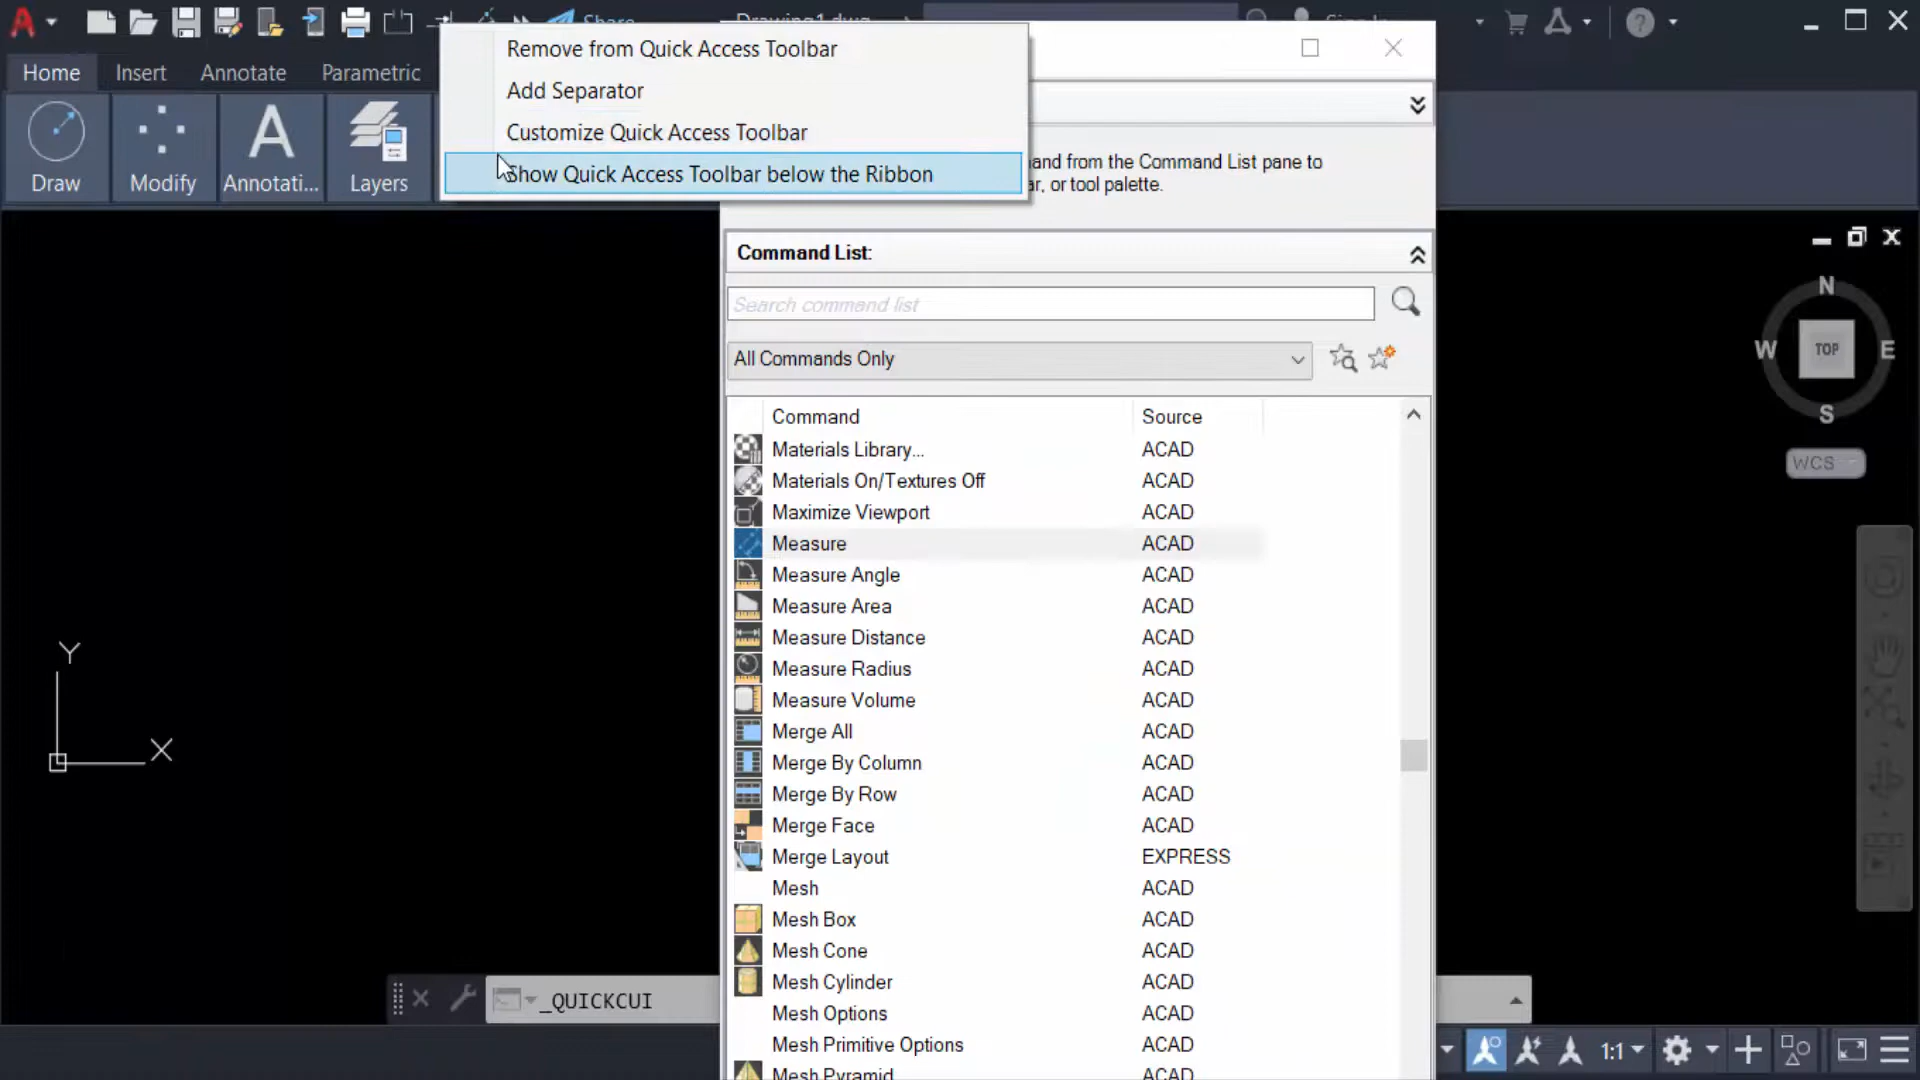 Share
Drawing1.dwg
Home Insert Annotate Parametric
Draw Modify Annotati... Layers
Remove from Quick Access Toolbar
Add Separator
Customize Quick Access Toolbar
Show Quick Access Toolbar below the Ribbon
and from the Command List pane to
ar, or tool palette.
Command List:
Search command list
All Commands Only
Command Source
Materials Library... ACAD
Materials On/Textures Off ACAD
Maximize Viewport ACAD
Measure ACAD
Measure Angle ACAD
Measure Area ACAD
Measure Distance ACAD
Measure Radius ACAD
Measure Volume ACAD
Merge All ACAD
Merge By Column ACAD
Merge By Row ACAD
Merge Face ACAD
Merge Layout EXPRESS
Mesh ACAD
Mesh Box ACAD
Mesh Cone ACAD
Mesh Cylinder ACAD
Mesh Options ACAD
Mesh Primitive Options ACAD
Mesh Pyramid ACAD
N
W TOP E
S
WCS
Y
X
_QUICKCUI
1:1